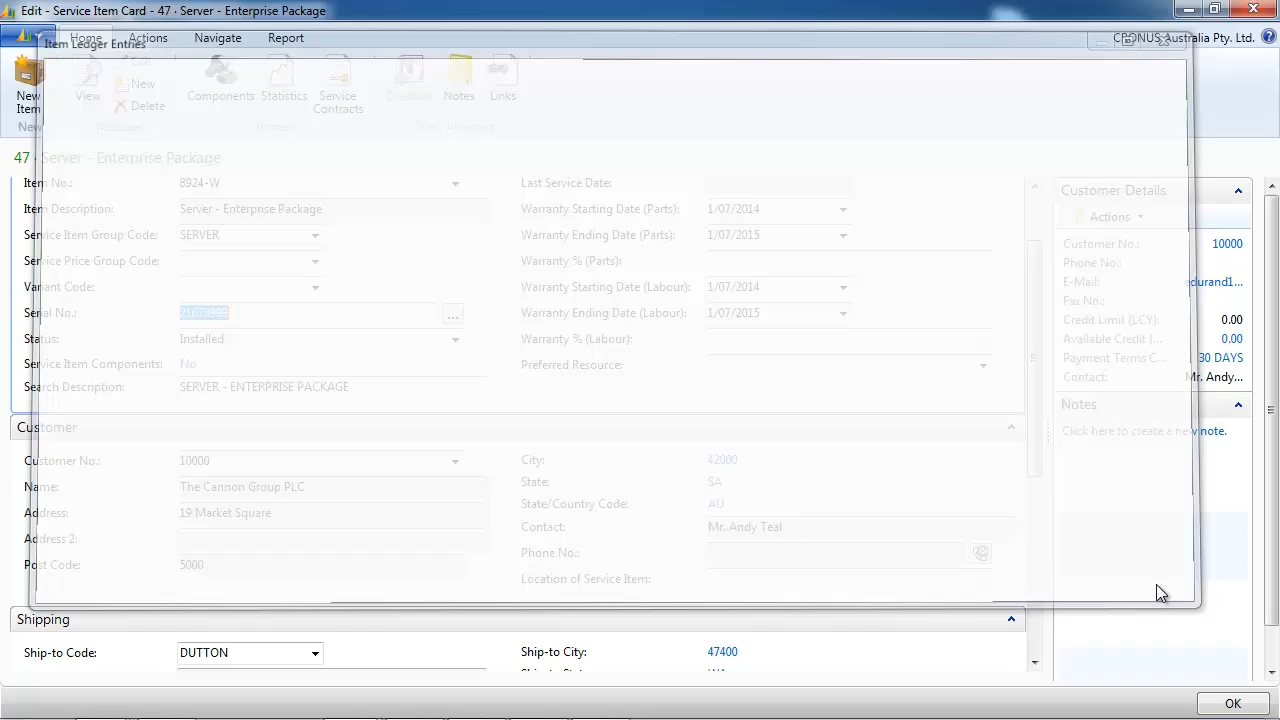 Edit - Service Item Card - 47 · Server - Enterprise Package
Item Ledger Entries
Home Actions Navigate Report CRONUS Australia Pty. Ltd.
New Item
View
Edit
New
Delete
Components
Statistics
Service Contracts
OneNote
Notes
Links
New
Manage
History
47 · Server - Enterprise Package
Item No.: 8924-W
Item Description: Server - Enterprise Package
Service Item Group Code: SERVER
Service Price Group Code:
Variant Code:
Serial No.:
Status: Installed
Service Item Components: No
Search Description: SERVER - ENTERPRISE PACKAGE
Last Service Date:
Warranty Starting Date (Parts): 1/07/2014
Warranty Ending Date (Parts): 1/07/2015
Warranty % (Parts):
Warranty Starting Date (Labour): 1/07/2014
Warranty Ending Date (Labour): 1/07/2015
Warranty % (Labour):
Preferred Resource:
Customer
Customer No.: 10000
Name: The Cannon Group PLC
Address: 19 Market Square
Address 2:
Post Code: 5000
City: 42000
State: SA
State/Country Code: AU
Contact: Mr. Andy Teal
Phone No.:
Location of Service Item:
Shipping
Ship-to Code: DUTTON
Ship-to City: 47400
Customer Details
Actions
Customer No.: 10000
Phone No.:
E-Mail: edurand1...
Fax No.:
Credit Limit (LCY): 0.00
Available Credit (... 0.00
Payment Terms C... 30 DAYS
Contact: Mr. Andy...
Notes
Click here to create a new note.
OK